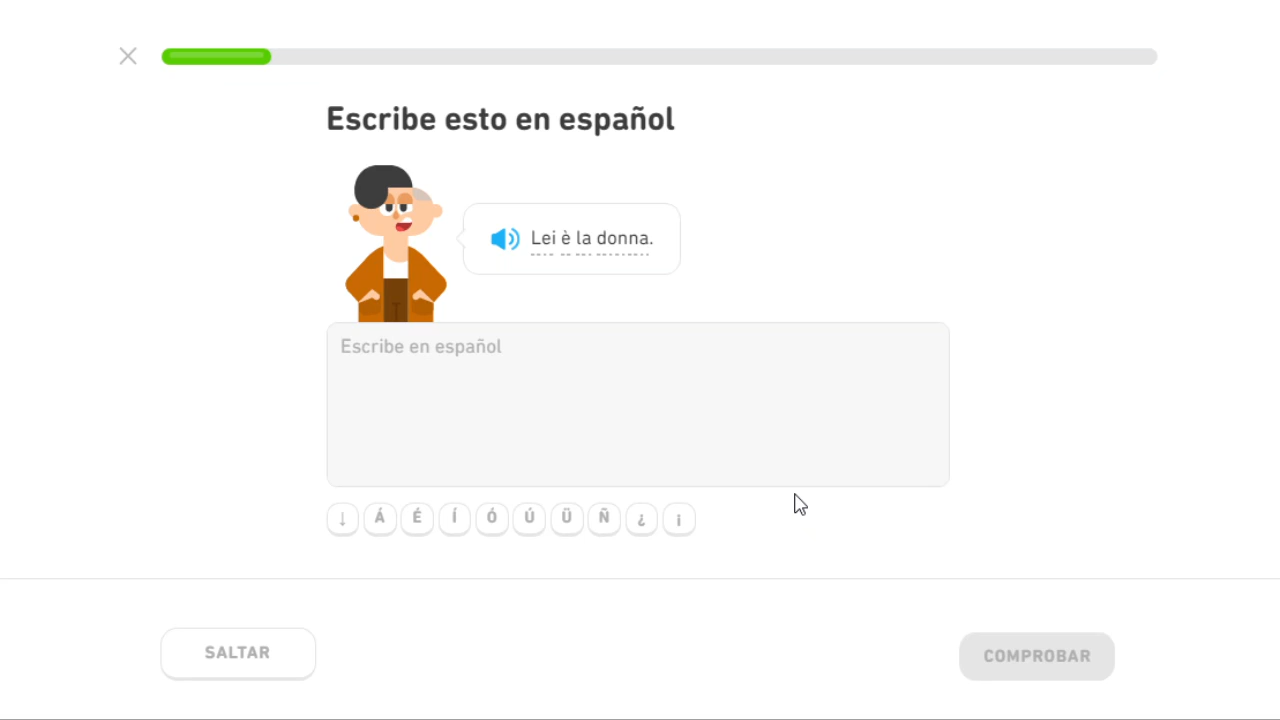 Escribe esto en español
Lei è la donna.
Escribe en español
↓ Á É Í Ó Ú Ü Ñ ¿ ¡
SALTAR
COMPROBAR